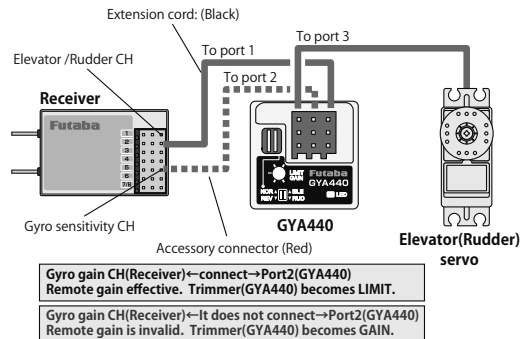 Extension cord: (Black)
To port 1
To port 3
Elevator /Rudder CH
To port 2
Receiver
Futaba
1
2
3
4
5
6
7/8
LIMIT
GAIN
Futaba
GYA440
NOR
REV
ELE
RUD
LED
Gyro sensitivity CH
GYA440
Accessory connector (Red)
Elevator(Rudder)
servo
Gyro gain CH(Receiver)←connect→Port2(GYA440)
Remote gain effective. Trimmer(GYA440) becomes LIMIT.
Gyro gain CH(Receiver)←It does not connect→Port2(GYA440)
Remote gain is invalid. Trimmer(GYA440) becomes GAIN.